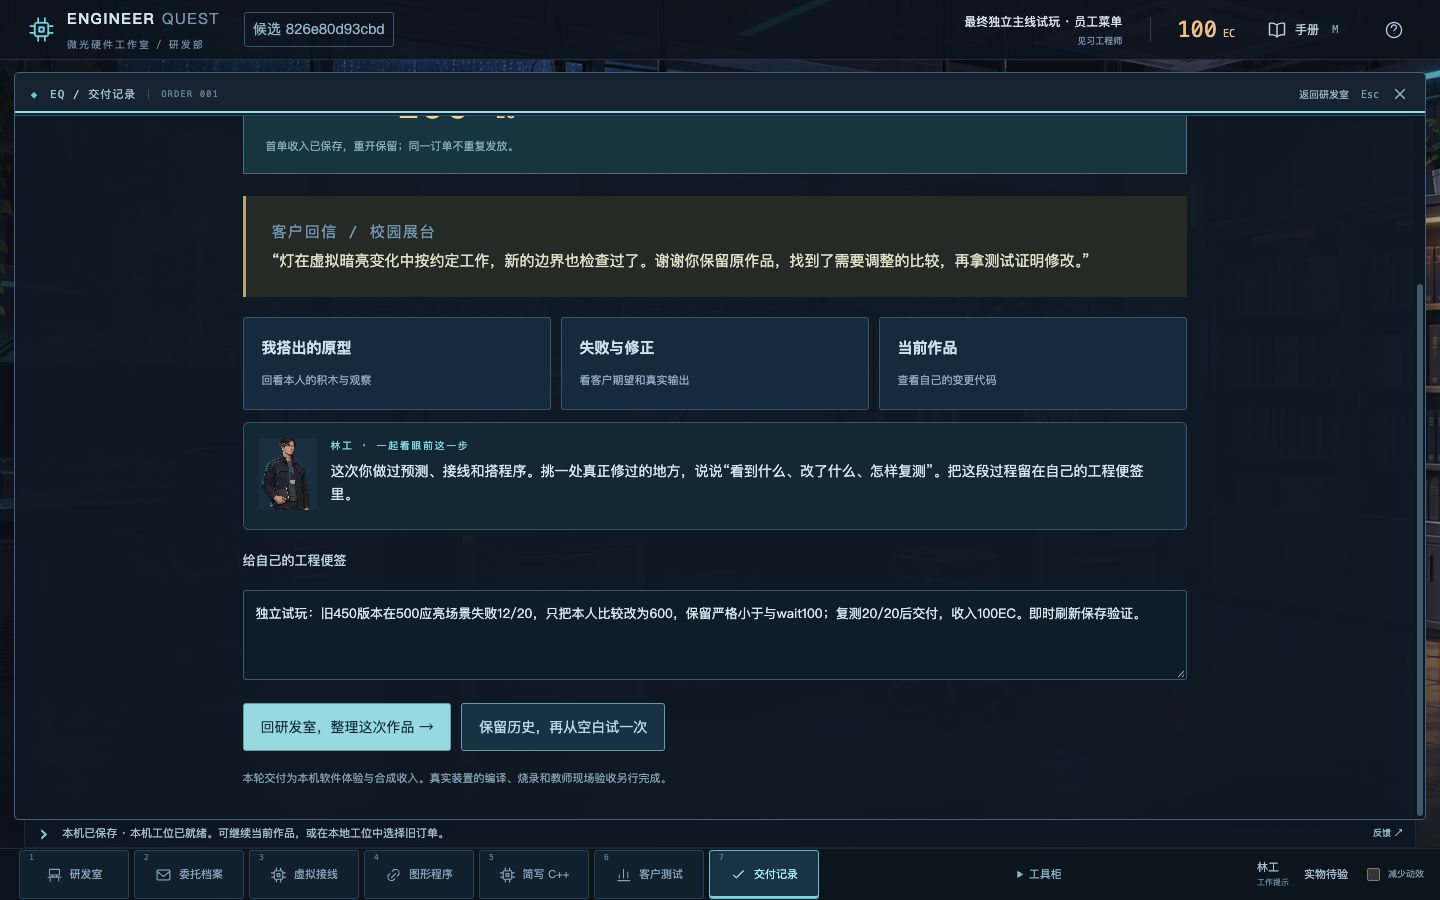 ENGINEER QUEST
微光硬件工作室 / 研发部
候选 826e80d93cbd
最终独立主线试玩 · 员工菜单
见习工程师
100 EC
手册 M
EQ / 交付记录
ORDER 001
返回研发室 Esc
首单收入已保存，重开保留；同一订单不重复发放。
客户回信 / 校园展台
“灯在虚拟暗亮变化中按约定工作，新的边界也检查过了。谢谢你保留原作品，找到了需要调整的比较，再拿测试证明修改。”
我搭出的原型
回看本人的积木与观察
失败与修正
看客户期望和真实输出
当前作品
查看自己的变更代码
林工 · 一起看眼前这一步
这次你做过预测、接线和搭程序。挑一处真正修过的地方，说说“看到什么、改了什么、怎样复测”。把这段过程留在自己的工程便签
里。
给自己的工程便签
独立试玩：旧450版本在500应亮场景失败12/20，只把本人比较改为600，保留严格小于与wait100；复测20/20后交付，收入100EC。即时刷新保存验证。
回研发室，整理这次作品 →
保留历史，再从空白试一次
本轮交付为本机软件体验与合成收入。真实装置的编译、烧录和教师现场验收另行完成。
本机已保存 · 本机工位已就绪。可继续当前作品，或在本地工位中选择旧订单。
反馈 ↗
1 研发室
2 委托档案
3 虚拟接线
4 图形程序
5 简写 C++
6 客户测试
7 交付记录
工具柜
林工
工作提示
实物待验
减少动效